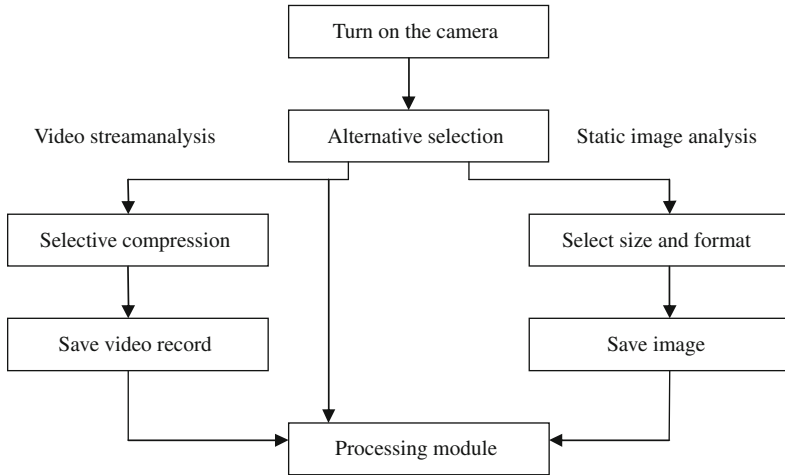 Turn on the camera
Video streamanalysis
Alternative selection
Static image analysis
Selective compression
Select size and format
Save video record
Save image
Processing module